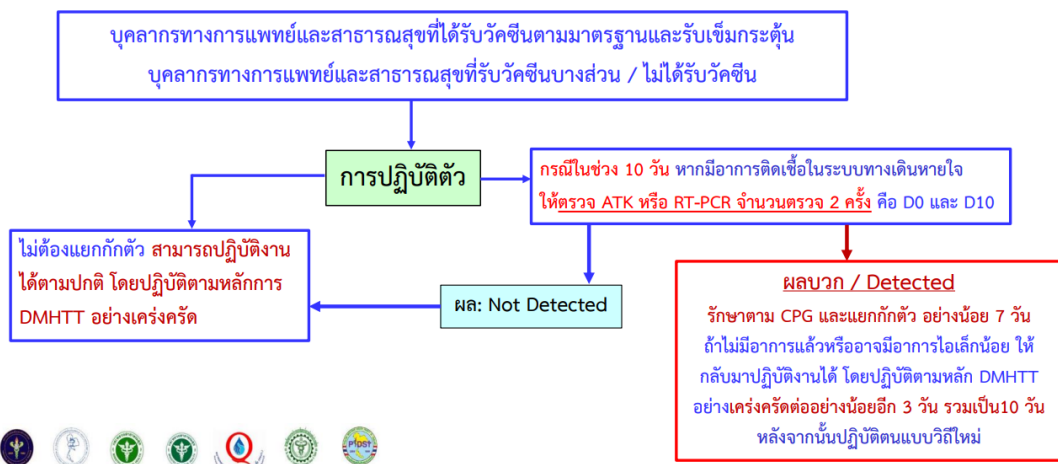 บุคลากรทางการแพทย์และสาธารณสุขที่ได้รับวัคซีนตามมาตรฐานและรับเข็มกระตุ้น
บุคลากรทางการแพทย์และสาธารณสุขที่รับวัคซีนบางส่วน / ไม่ได้รับวัคซีน
การปฏิบัติตัว
กรณีในช่วง 10 วัน หากมีอาการติดเชื้อในระบบทางเดินหายใจ
ให้ตรวจ ATK หรือ RT-PCR จำนวนตรวจ 2 ครั้ง คือ D0 และ D10
ไม่ต้องแยกกักตัว สามารถปฏิบัติงาน
ได้ตามปกติ โดยปฏิบัติตามหลักการ
DMHTT อย่างเคร่งครัด
ผล: Not Detected
ผลบวก / Detected
รักษาตาม CPG และแยกกักตัว อย่างน้อย 7 วัน
ถ้าไม่มีอาการแล้วหรืออาจมีอาการไอเล็กน้อย ให้
กลับมาปฏิบัติงานได้ โดยปฏิบัติตามหลัก DMHTT
อย่างเคร่งครัดต่ออย่างน้อยอีก 3 วัน รวมเป็น10 วัน
หลังจากนั้นปฏิบัติตนแบบวิถีใหม่